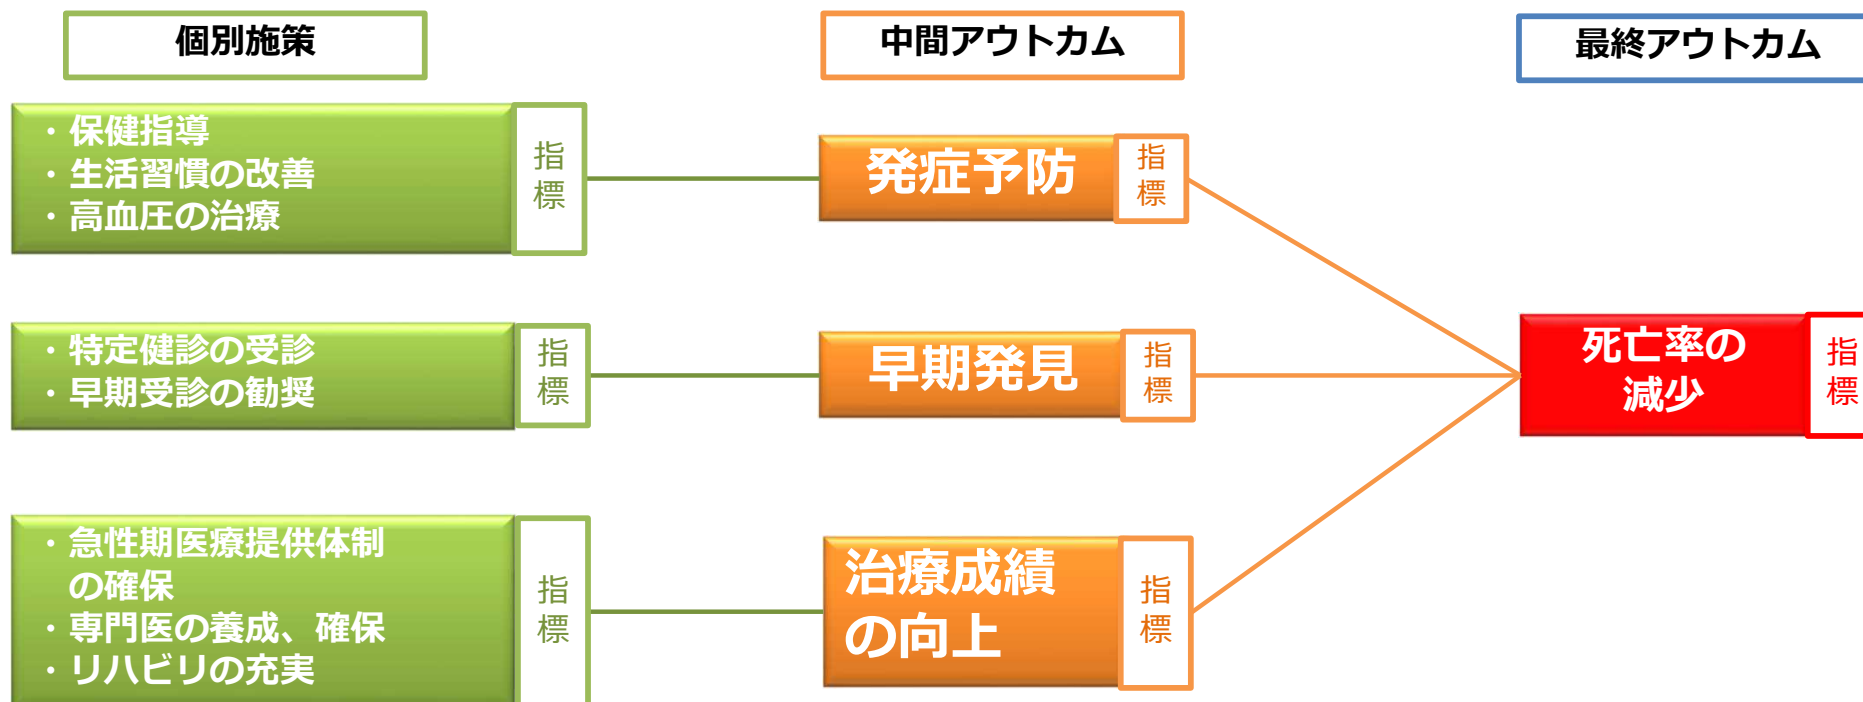 個別施策
中間アウトカム
最終アウトカム
・保健指導
・生活習慣の改善
・高血圧の治療
指
標
発症予防
指
標
・特定健診の受診
・早期受診の勧奨
指
標
早期発見
指
標
死亡率の
減少
指
標
・急性期医療提供体制
の確保
・専門医の養成、確保
・リハビリの充実
指
標
治療成績
の向上
指
標